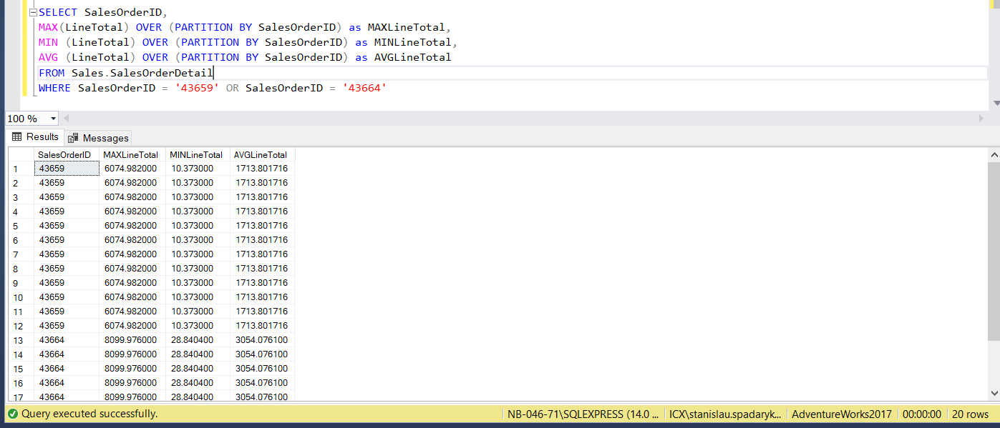 SELECT SalesOrderID,
MAX(LineTotal) OVER (PARTITION BY SalesOrderID) as MAXLineTotal,
MIN (LineTotal) OVER (PARTITION BY SalesOrderID) as MINLineTotal,
AVG (LineTotal) OVER (PARTITION BY SalesOrderID) as AVGLineTotal
FROM Sales.SalesOrderDetail
WHERE SalesOrderID = '43659' OR SalesOrderID = '43664'
100 %
Results Messages
SalesOrderID MAXLineTotal MINLineTotal AVGLineTotal
1 43659 6074.982000 10.373000 1713.801716
2 43659 6074.982000 10.373000 1713.801716
3 43659 6074.982000 10.373000 1713.801716
4 43659 6074.982000 10.373000 1713.801716
5 43659 6074.982000 10.373000 1713.801716
6 43659 6074.982000 10.373000 1713.801716
7 43659 6074.982000 10.373000 1713.801716
8 43659 6074.982000 10.373000 1713.801716
9 43659 6074.982000 10.373000 1713.801716
10 43659 6074.982000 10.373000 1713.801716
11 43659 6074.982000 10.373000 1713.801716
12 43659 6074.982000 10.373000 1713.801716
13 43664 8099.976000 28.840400 3054.076100
14 43664 8099.976000 28.840400 3054.076100
15 43664 8099.976000 28.840400 3054.076100
16 43664 8099.976000 28.840400 3054.076100
17 43664 8099.976000 28.840400 3054.076100
Query executed successfully. NB-046-71\SQLEXPRESS (14.0 ... ICX\stanislau.spadaryk... AdventureWorks2017 00:00:00 20 rows